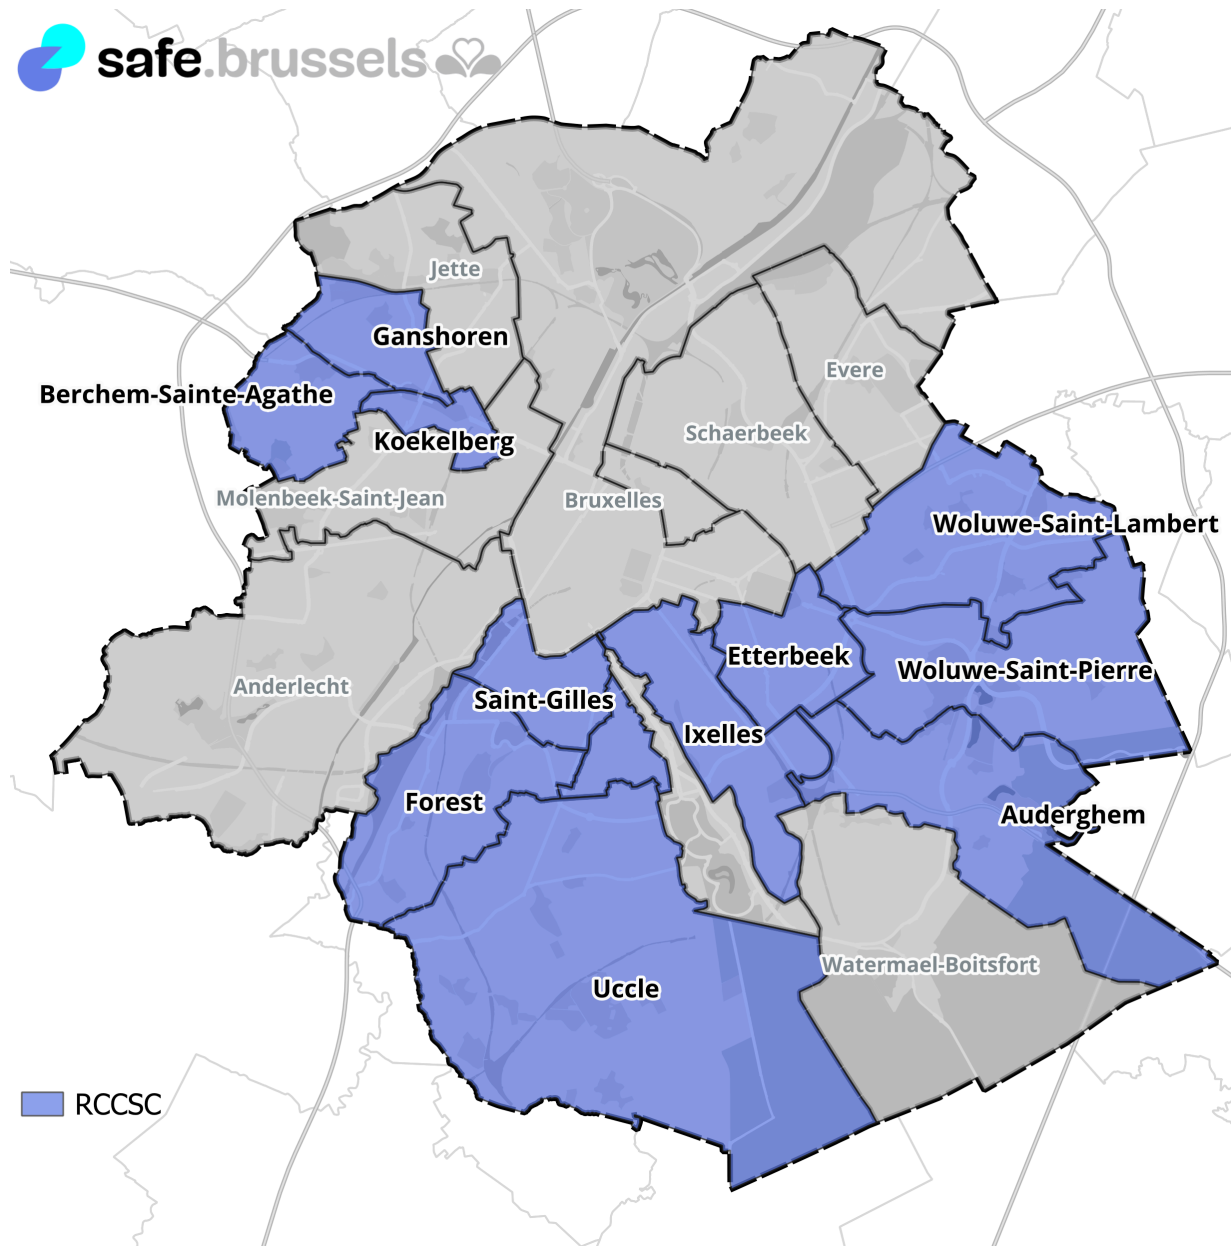 safe.brussels
Jette
Ganshoren
Evere
Berchem-Sainte-Agathe
Schaerbeek
Koekelberg
Molenbeek-Saint-Jean
Bruxelles
Woluwe-Saint-Lambert
Etterbeek
Woluwe-Saint-Pierre
Anderlecht
Saint-Gilles
Ixelles
Forest
Auderghem
Watermael-Boitsfort
Uccle
RCCSC